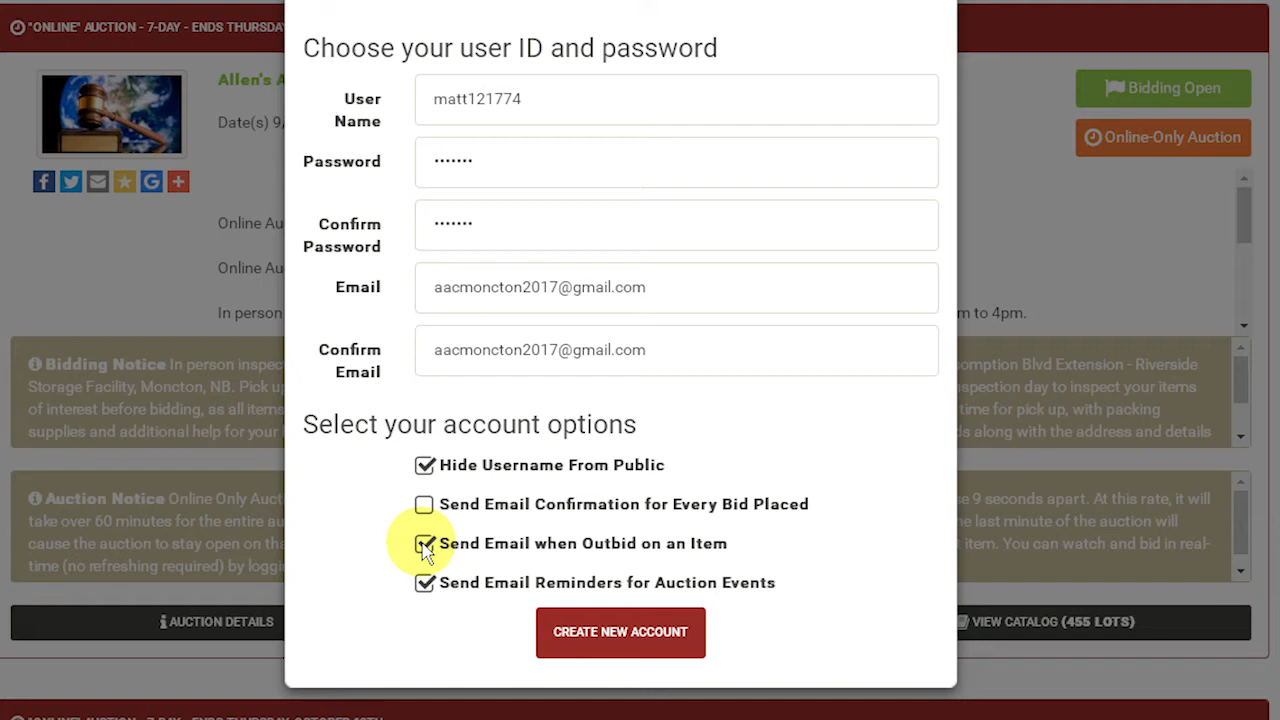 "ONLINE" AUCTION - 7-DAY - ENDS THURSDA
Allen's A
Date(s) 9/
Online Au
Online Au
In person
Bidding Open
Online-Only Auction
m to 4pm.
Choose your user ID and password
User Name
matt121774
Password
•••••••
Confirm Password
•••••••
Email
aacmoncton2017@gmail.com
Confirm Email
aacmoncton2017@gmail.com
Select your account options
Hide Username From Public
Send Email Confirmation for Every Bid Placed
Send Email when Outbid on an Item
Send Email Reminders for Auction Events
CREATE NEW ACCOUNT
Bidding Notice In person inspec
Storage Facility, Moncton, NB. Pick up
of interest before bidding, as all items
supplies and additional help for your
omption Blvd Extension - Riverside
nspection day to inspect your items
time for pick up, with packing
ds along with the address and details
Auction Notice Online Only Auct
take over 60 minutes for the entire au
cause the auction to stay open on tha
time (no refreshing required) by loggi
ke 9 seconds apart. At this rate, it will
he last minute of the auction will
t item. You can watch and bid in real-
AUCTION DETAILS
VIEW CATALOG (455 LOTS)